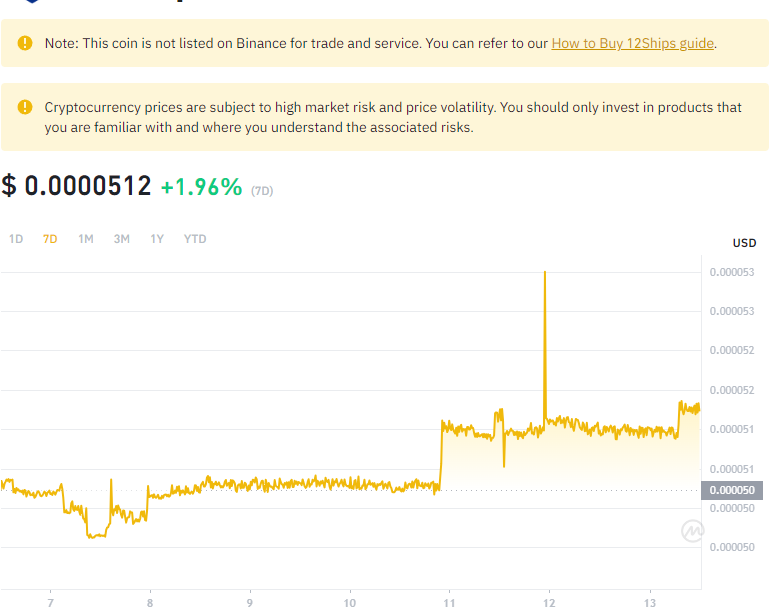 Note: This coin is not listed on Binance for trade and service. You can refer to our How to Buy 12Ships guide.
Cryptocurrency prices are subject to high market risk and price volatility. You should only invest in products that
you are familiar with and where you understand the associated risks.
$ 0.0000512 +1.96% (7D)
1D 7D 1M 3M 1Y YTD
USD
0.000053
0.000053
0.000052
0.000052
0.000051
0.000051
0.000050
0.000050
0.000050
7 8 9 10 11 12 13